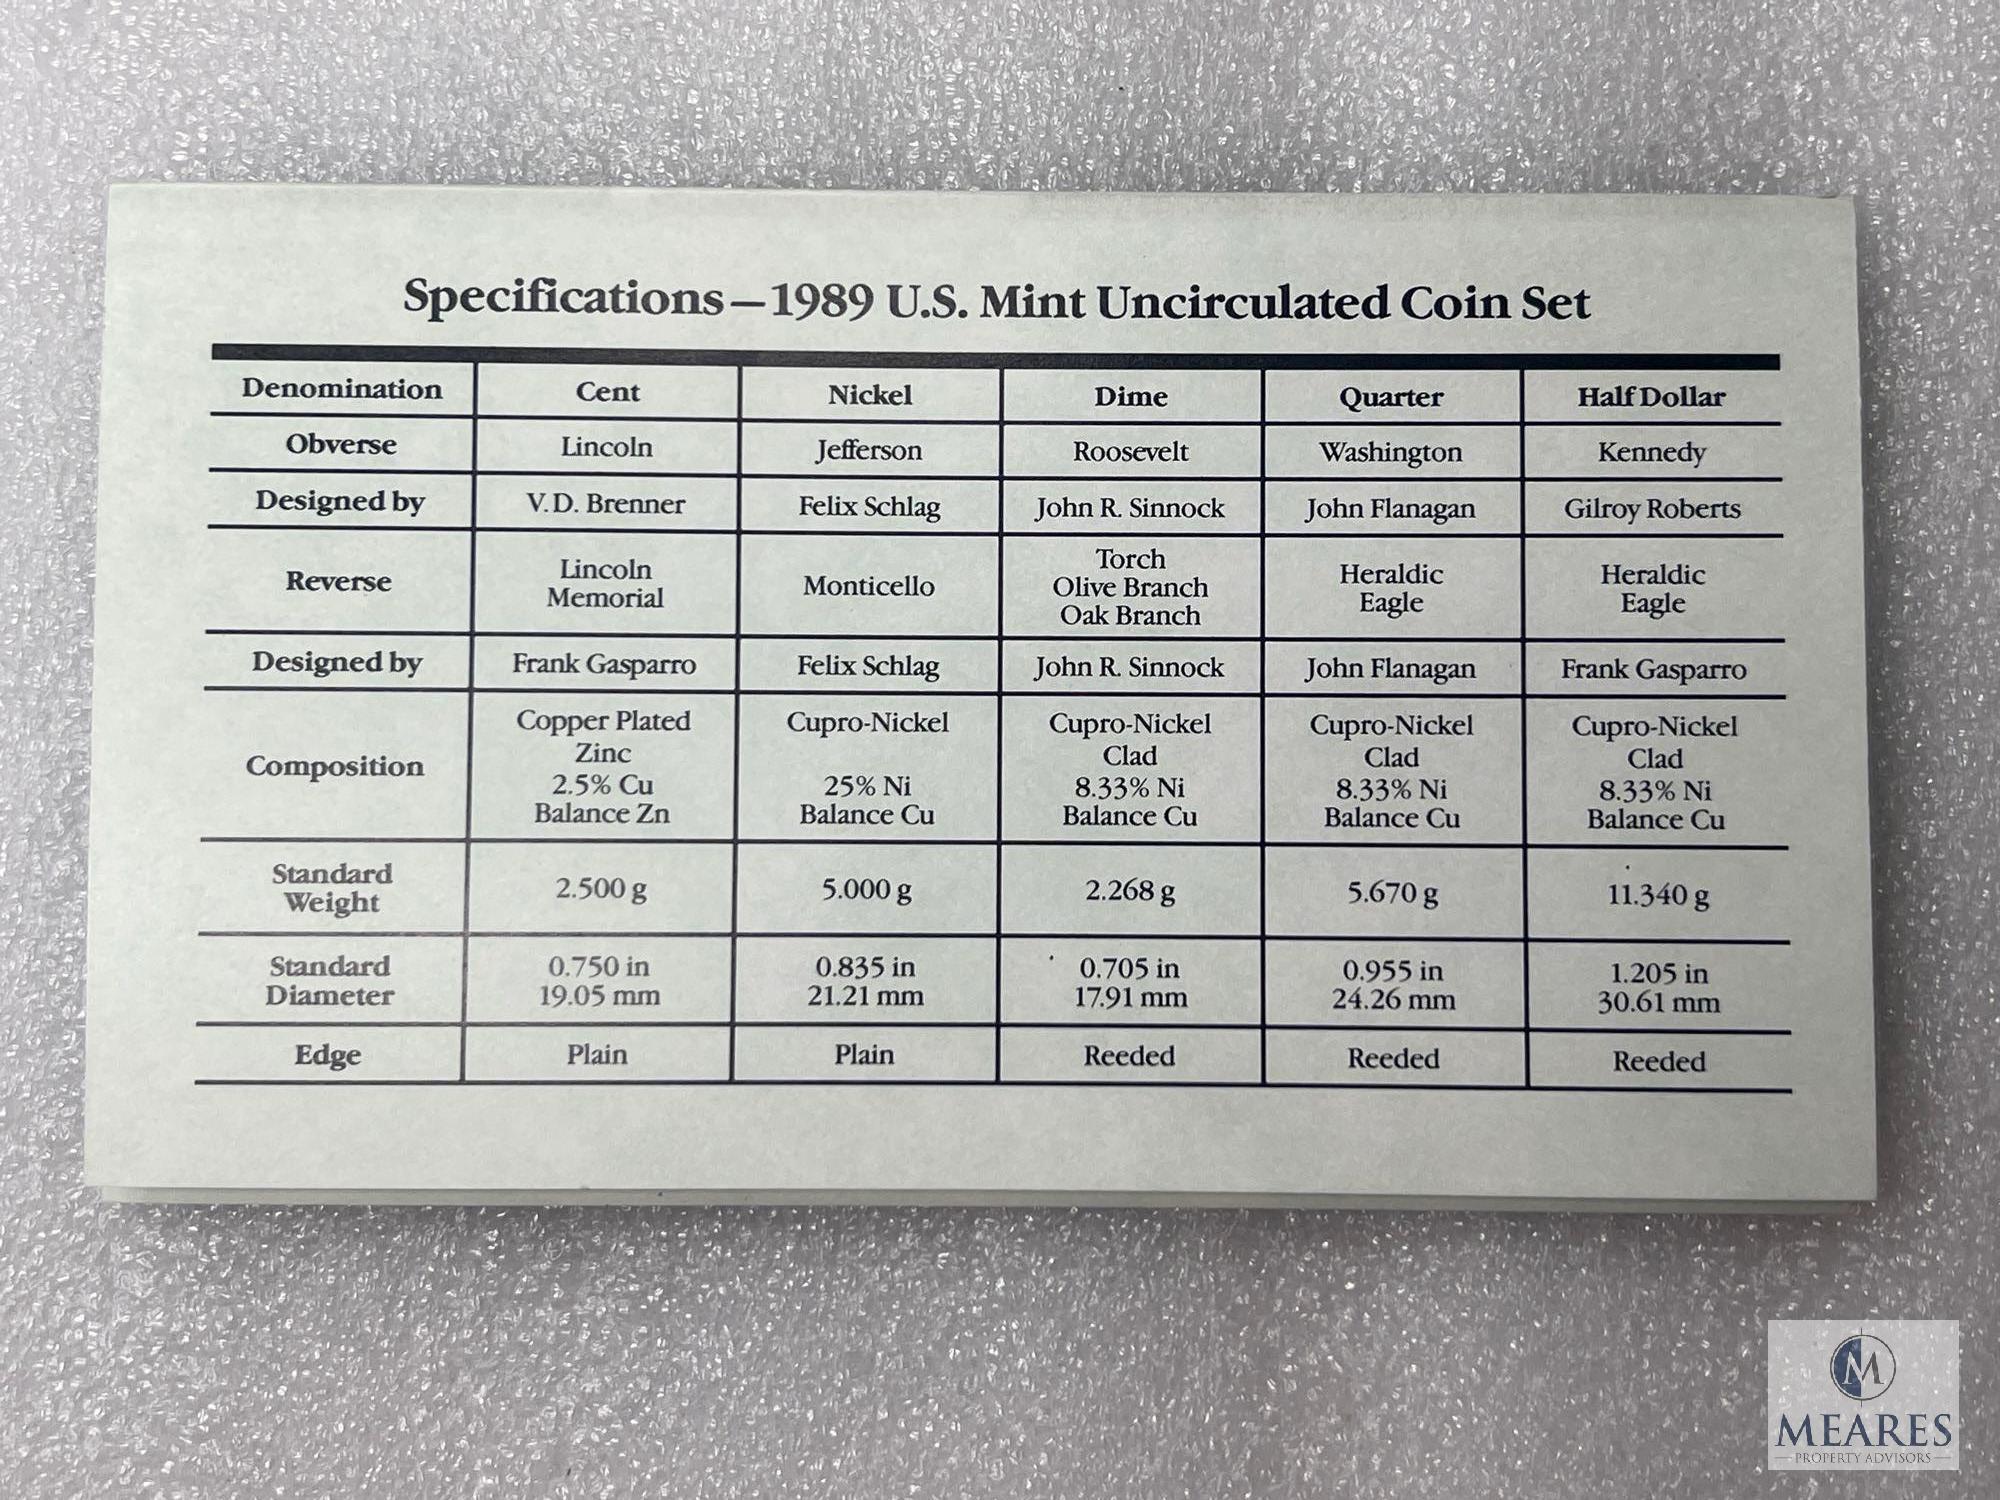 Specifications—1989 U.S. Mint Uncirculated Coin Set
Denomination Cent Nickel Dime Quarter Half Dollar
Obverse Lincoln Jefferson Roosevelt Washington Kennedy
Designed by V.D. Brenner Felix Schlag John R. Sinnock John Flanagan Gilroy Roberts
Reverse
Lincoln
Memorial
Monticello
Torch
Olive Branch
Oak Branch
Heraldic
Eagle
Heraldic
Eagle
Designed by Frank Gasparro Felix Schlag John R. Sinnock John Flanagan Frank Gasparro
Composition
Copper Plated
Zinc
2.5% Cu
Balance Zn
Cupro-Nickel
25% Ni
Balance Cu
Cupro-Nickel
Clad
8.33% Ni
Balance Cu
Cupro-Nickel
Clad
8.33% Ni
Balance Cu
Cupro-Nickel
Clad
8.33% Ni
Balance Cu
Standard
Weight
2.500 g 5.000 g 2.268 g 5.670 g 11.340 g
Standard
Diameter
0.750 in
19.05 mm
0.835 in
21.21 mm
0.705 in
17.91 mm
0.955 in
24.26 mm
1.205 in
30.61 mm
Edge Plain Plain Reeded Reeded Reeded
M
MEARES
PROPERTY ADVISORS